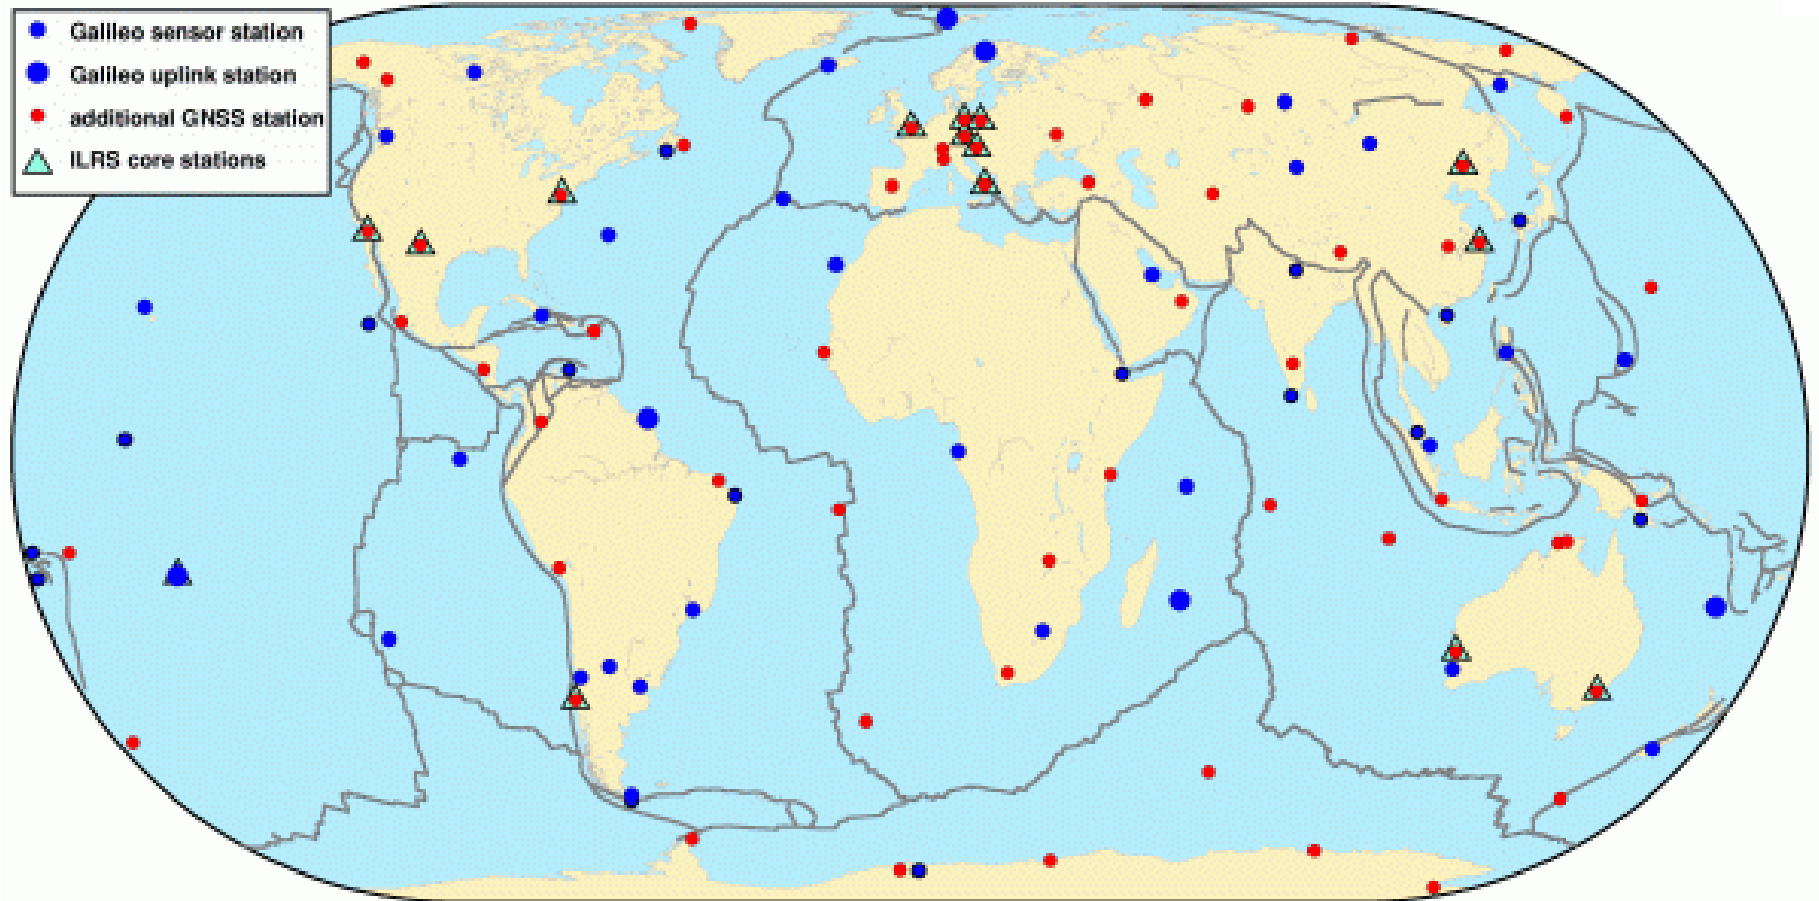 Galileo sensor station
Galileo uplink station
additional GNSS station
ILRS core stations